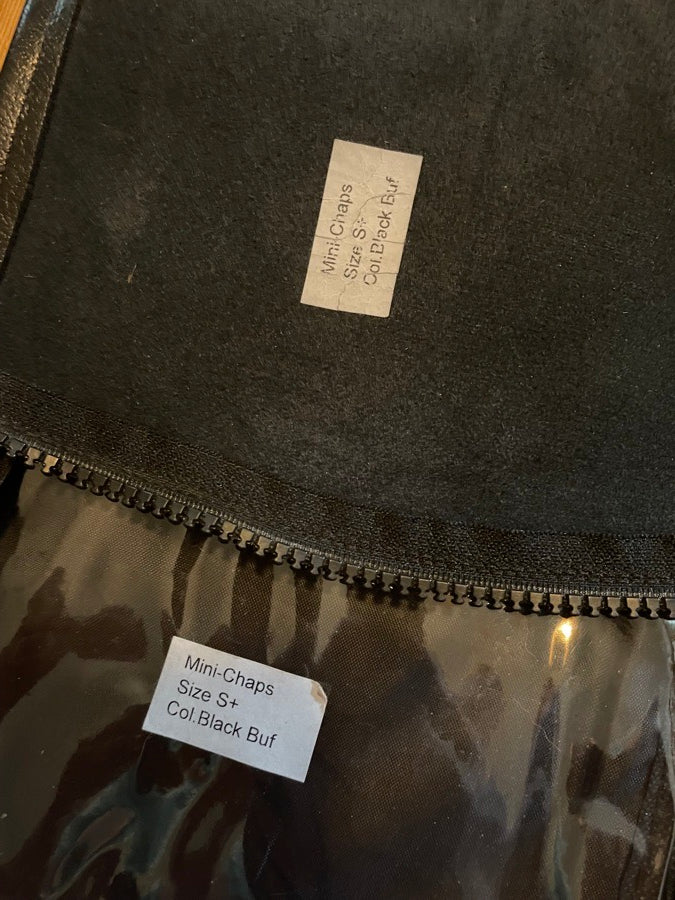 Mini-Chaps
Size S+
Col.Black Buf
Mini-Chaps
Size S+
Col.Black Buf